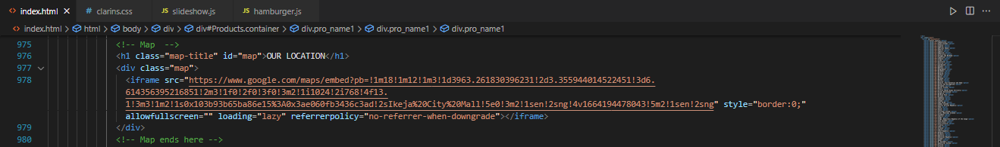 index.html
clarins.css
JS slideshow.js
JS hamburger.js
index.html > html > body > div > div#Products.container > div.pro_name1 > div.pro_name1 > div.pro_name1
975 <!-- Map  -->
976 <h1 class="map-title" id="map">OUR LOCATION</h1>
977 <div class="map">
978 <iframe src="https://www.google.com/maps/embed?pb=!1m18!1m12!1m3!1d3963.261830396231!2d3.355944014522451!3d6.
614356395216851!2m3!1f0!2f0!3f0!3m2!1i1024!2i768!4f13.
1!3m3!1m2!1s0x103b93b65ba86e15%3A0x3ae060fb3436c3ad!2sIkeja%20City%20Mall!5e0!3m2!1sen!2sng!4v1664194478043!5m2!1sen!2sng" style="border:0;"
allowfullscreen="" loading="lazy" referrerpolicy="no-referrer-when-downgrade"></iframe>
979 </div>
980 <!-- Map ends here -->